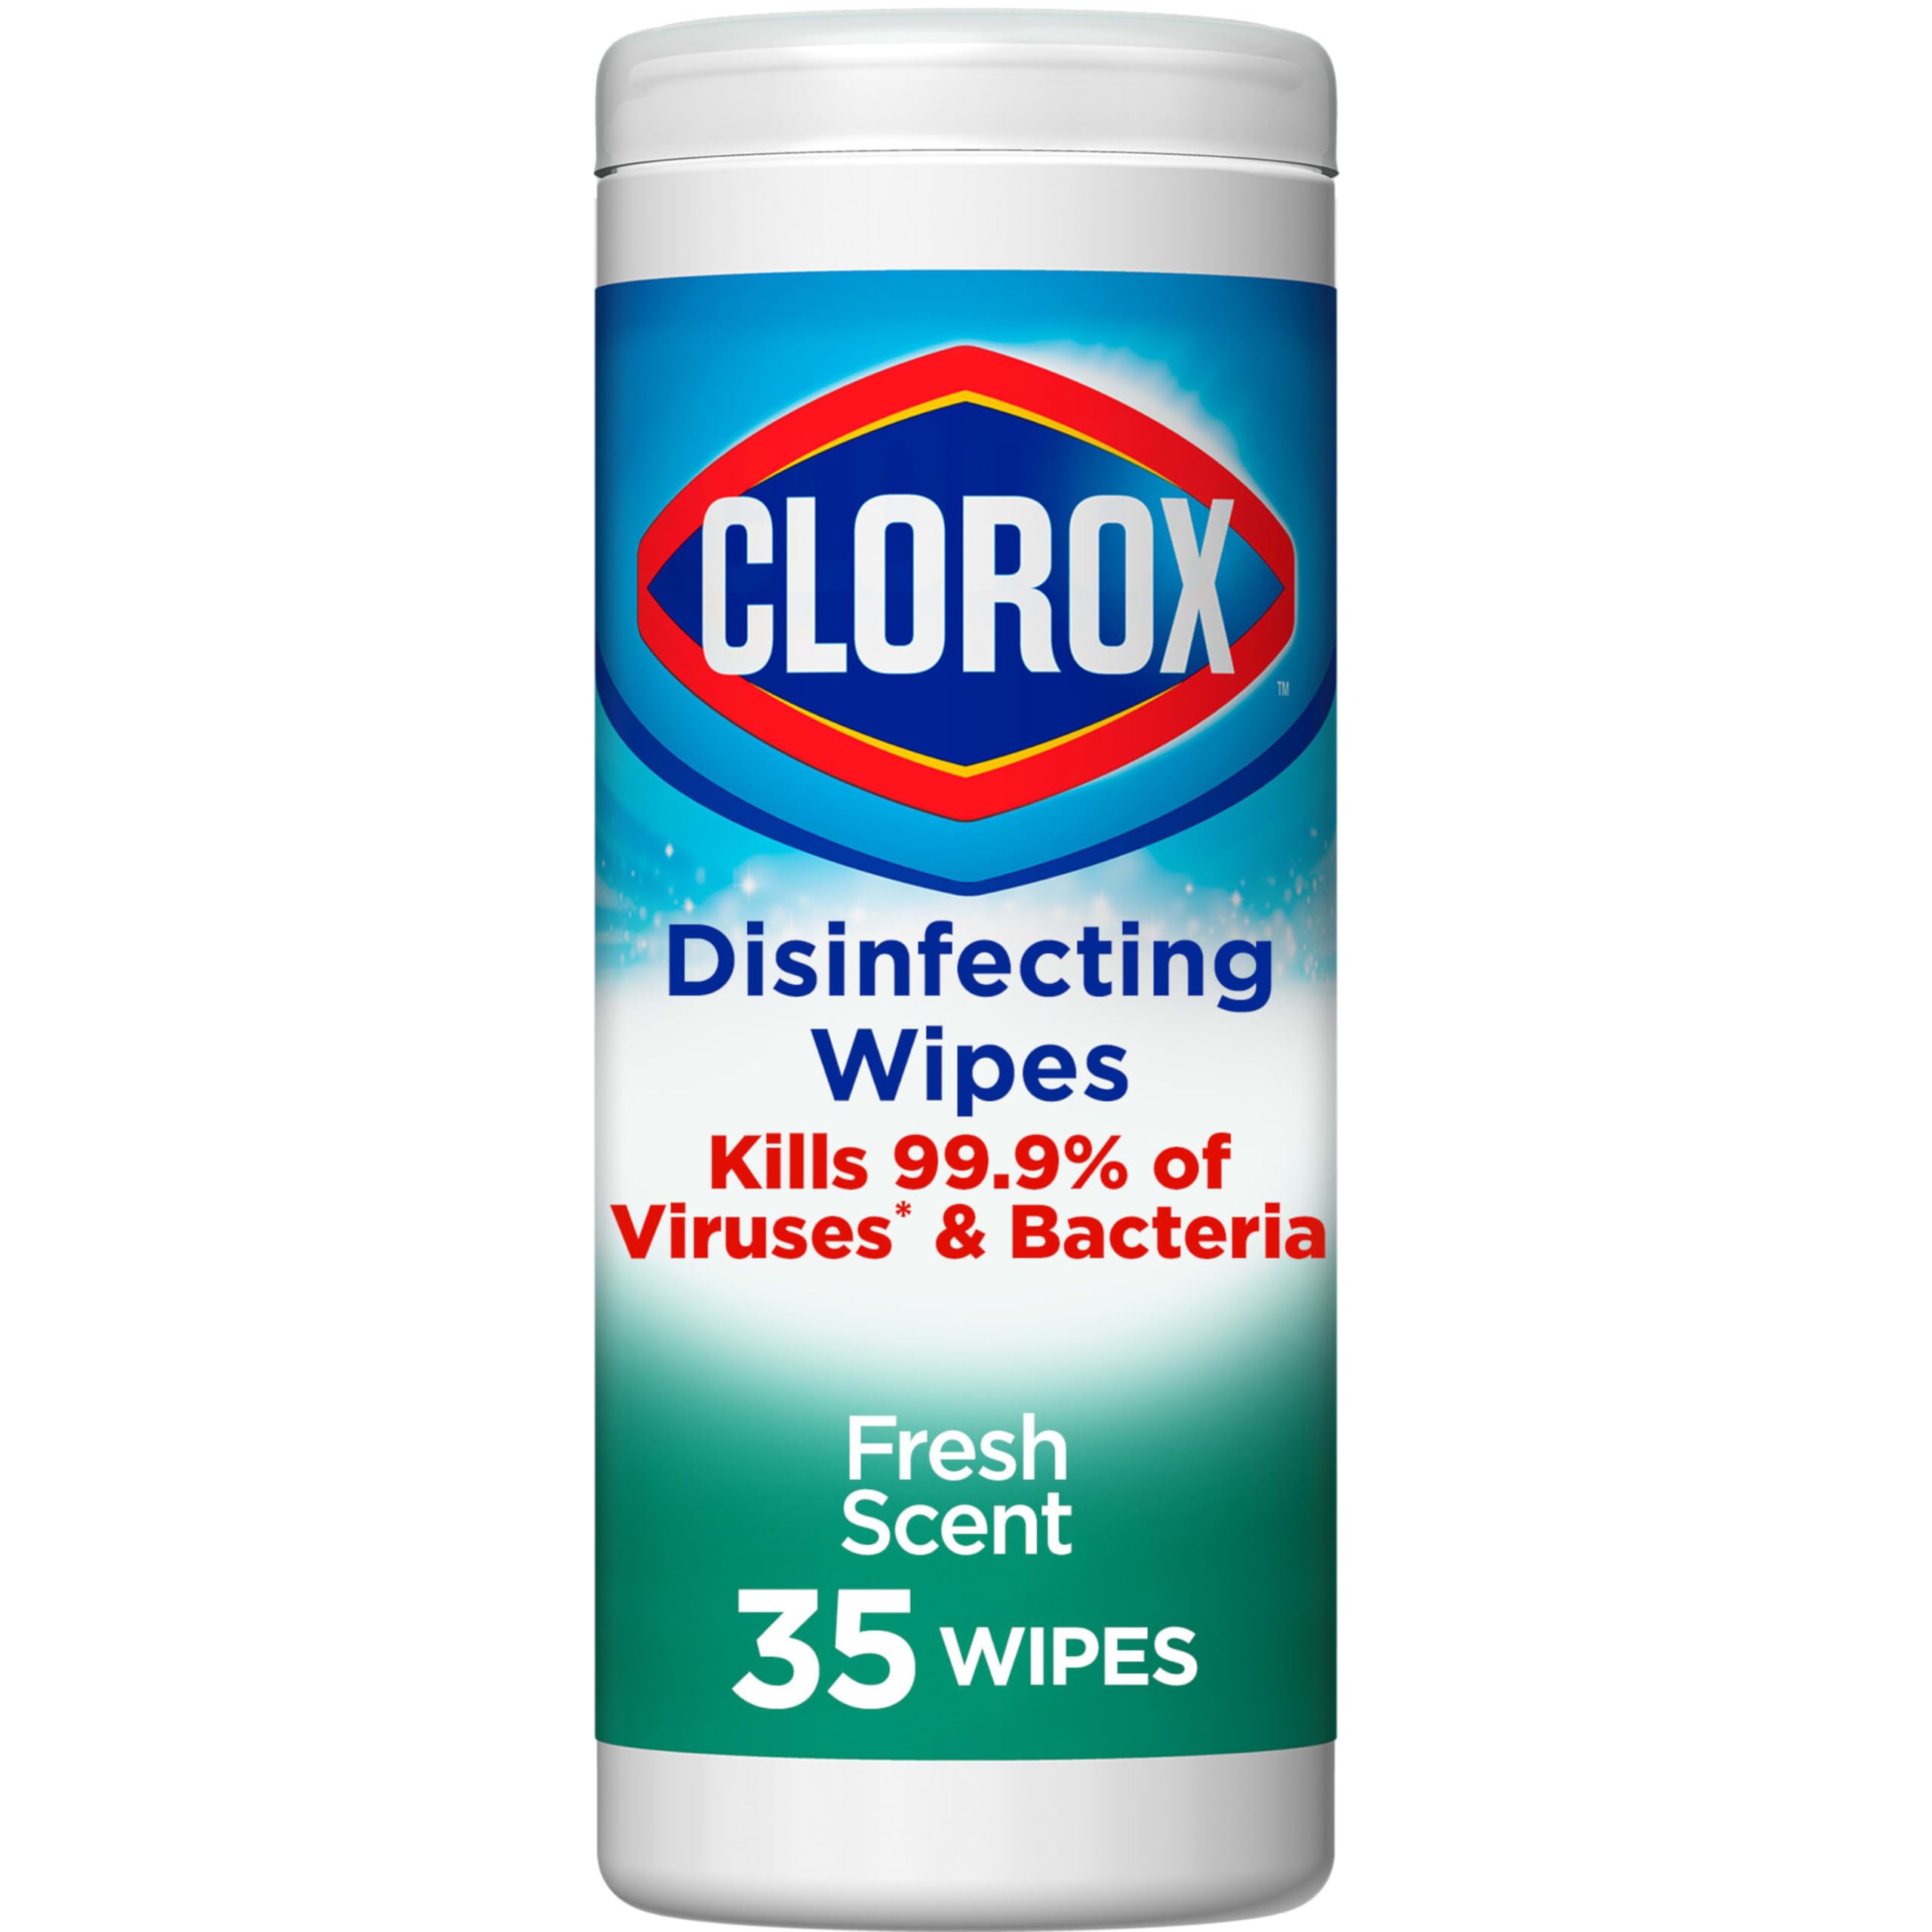 CLOROX
TM
Disinfecting
Wipes
Kills 99.9% of
Viruses* & Bacteria
Fresh
Scent
35 WIPES